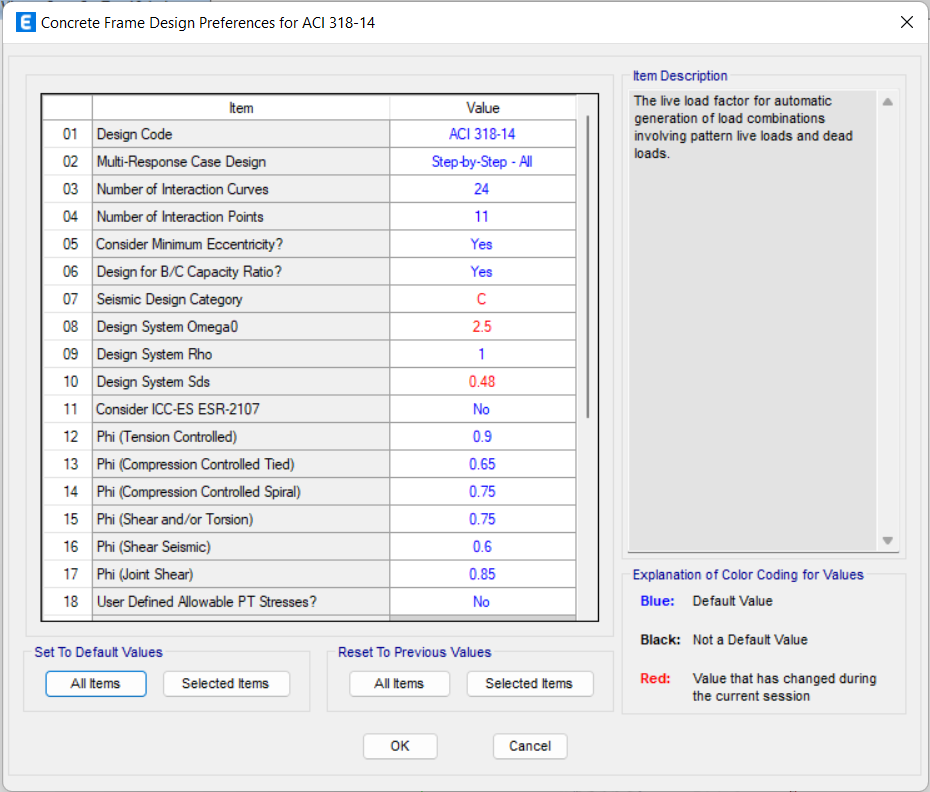 E Concrete Frame Design Preferences for ACI 318-14
Item Value
01 Design Code ACI 318-14
02 Multi-Response Case Design Step-by-Step - All
03 Number of Interaction Curves 24
04 Number of Interaction Points 11
05 Consider Minimum Eccentricity? Yes
06 Design for B/C Capacity Ratio? Yes
07 Seismic Design Category C
08 Design System Omega0 2.5
09 Design System Rho 1
10 Design System Sds 0.48
11 Consider ICC-ES ESR-2107 No
12 Phi (Tension Controlled) 0.9
13 Phi (Compression Controlled Tied) 0.65
14 Phi (Compression Controlled Spiral) 0.75
15 Phi (Shear and/or Torsion) 0.75
16 Phi (Shear Seismic) 0.6
17 Phi (Joint Shear) 0.85
18 User Defined Allowable PT Stresses? No
Set To Default Values
All Items Selected Items
Reset To Previous Values
All Items Selected Items
Item Description
The live load factor for automatic
generation of load combinations
involving pattern live loads and dead
loads.
Explanation of Color Coding for Values
Blue: Default Value
Black: Not a Default Value
Red: Value that has changed during
the current session
OK Cancel